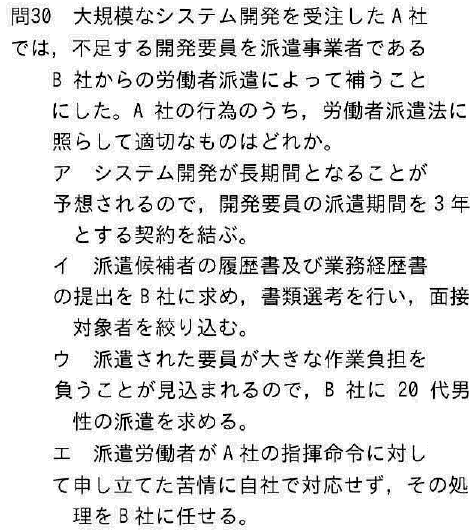 問30　大規模なシステム開発を受注したA社
では，不足する開発要員を派遣事業者である
B 社からの労働者派遣によって補うこと
にした。A 社の行為のうち，労働者派遣法に
照らして適切なものはどれか。
ア　システム開発が長期間となることが
予想されるので，開発要員の派遣期間を3年
とする契約を結ぶ。
イ　派遣候補者の履歴書及び業務経歴書
の提出をB社に求め，書類選考を行い，面接
対象者を絞り込む。
ウ　派遣された要員が大きな作業負担を
負うことが見込まれるので，B 社に 20 代男
性の派遣を求める。
エ　派遣労働者がA社の指揮命令に対し
て申し立てた苦情に自社で対応せず，その処
理をB社に任せる。